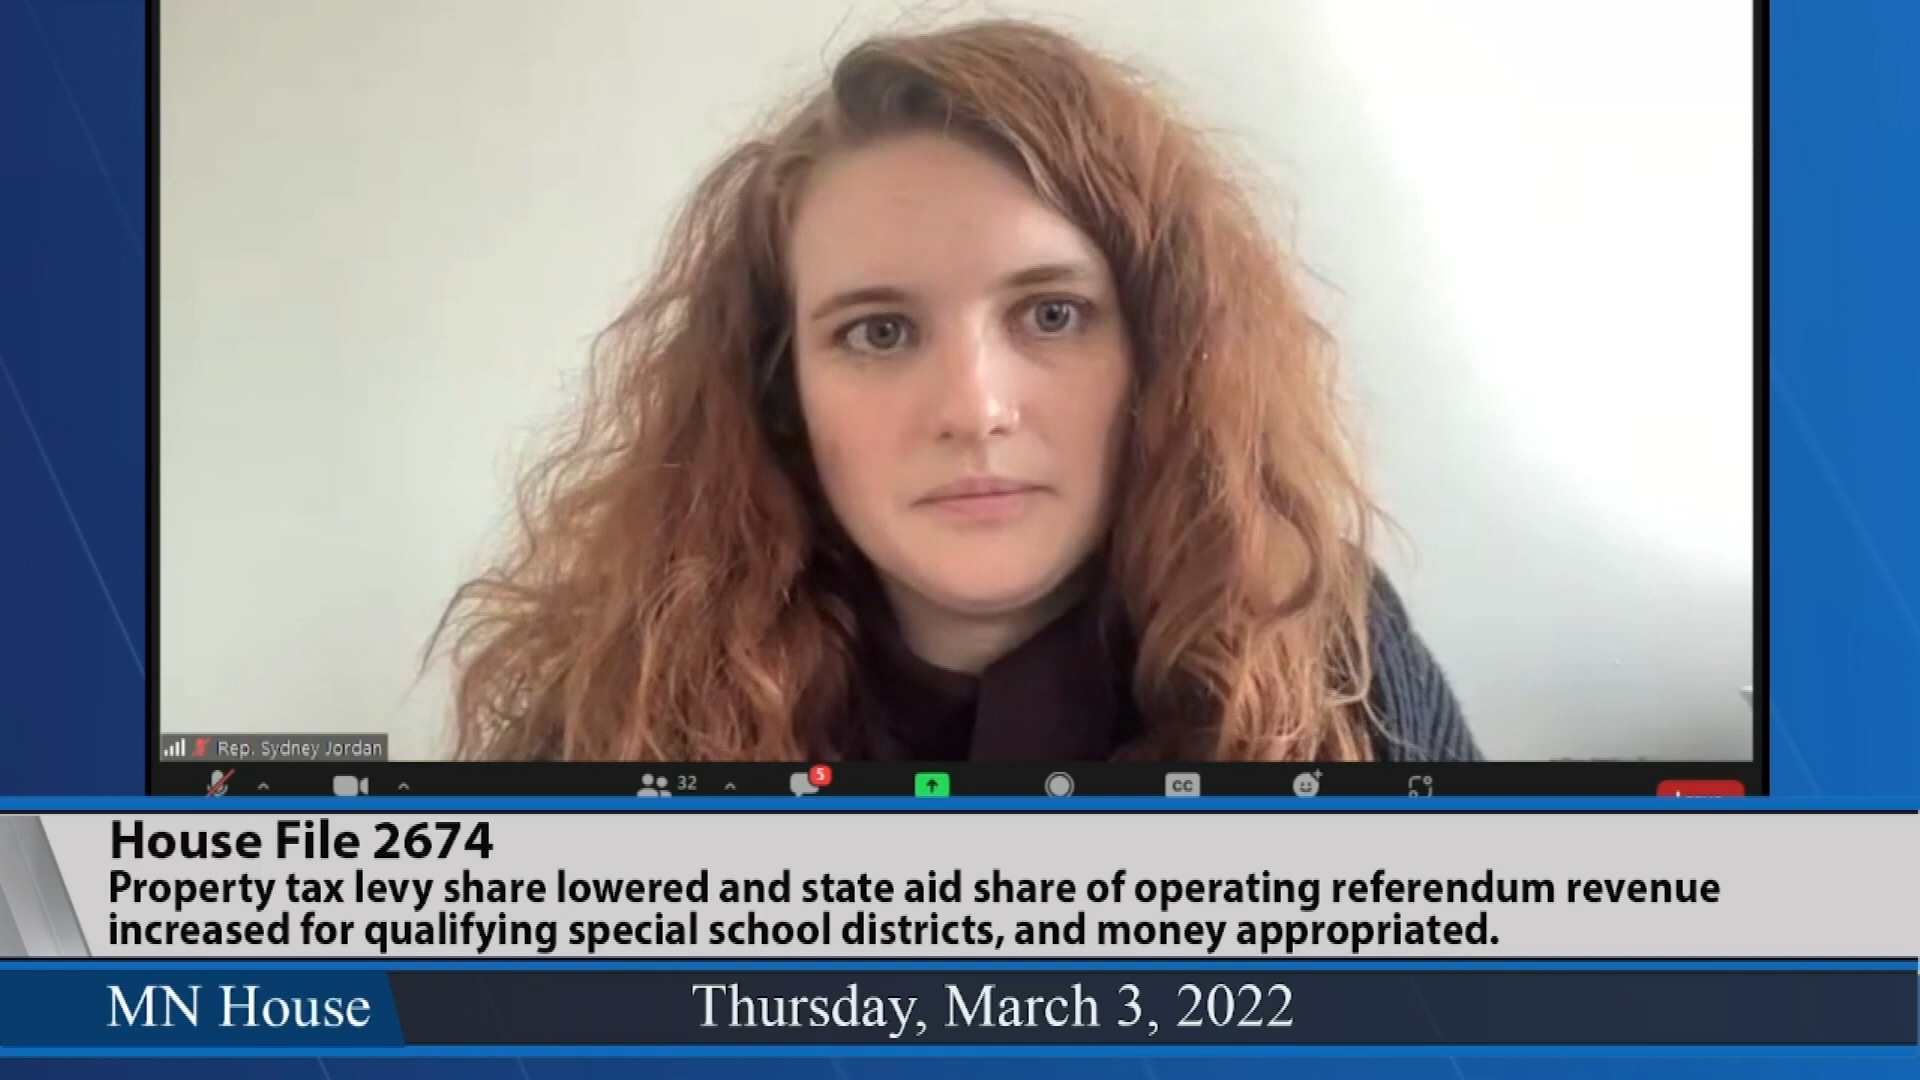 Rep. Sydney Jordan
32
5
CC
House File 2674
Property tax levy share lowered and state aid share of operating referendum revenue
increased for qualifying special school districts, and money appropriated.
MN House
Thursday, March 3, 2022